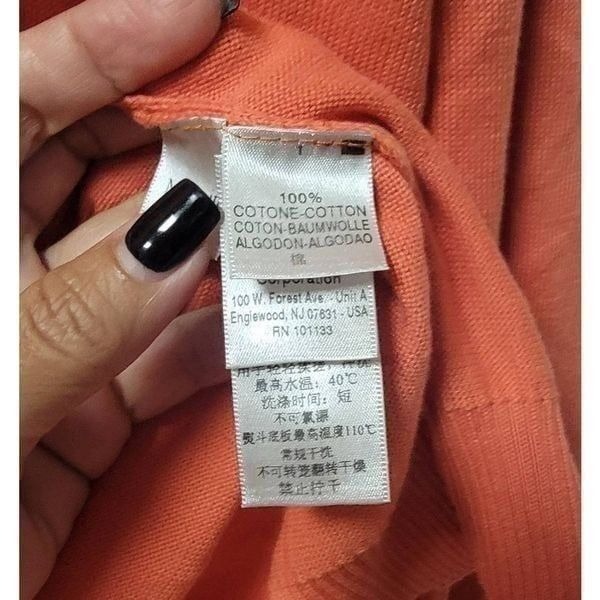 100%
COTONE-COTTON
COTON-BAUMWOLLE
ALGODON-ALGODAO
棉
Corporation
100 W. Forest Ave - Unit A
Englewood, NJ 07631 - USA
RN 101133
最高水温：40℃
洗涤时间：短
不可氯漂
熨斗底板最高温度110℃
常规干洗
不可转笼翻转干燥
禁止拧干